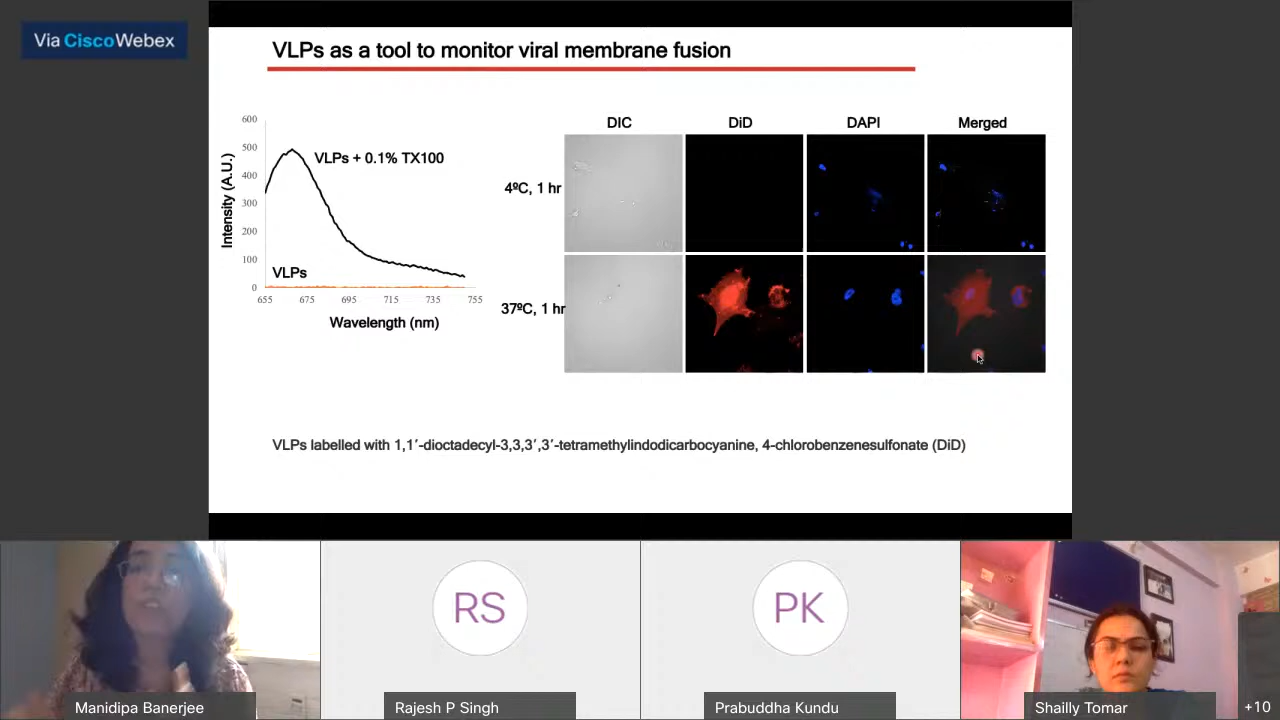 Via Cisco Webex
VLPs as a tool to monitor viral membrane fusion
600
500
400
300
200
100
0
Intensity (A.U.)
VLPs + 0.1% TX100
VLPs
655 675 695 715 735 755
Wavelength (nm)
DIC DiD DAPI Merged
4ºC, 1 hr
37ºC, 1 hr
VLPs labelled with 1,1′-dioctadecyl-3,3,3′,3′-tetramethylindodicarbocyanine, 4-chlorobenzenesulfonate (DiD)
RS
PK
Manidipa Banerjee
Rajesh P Singh
Prabuddha Kundu
Shailly Tomar
+10